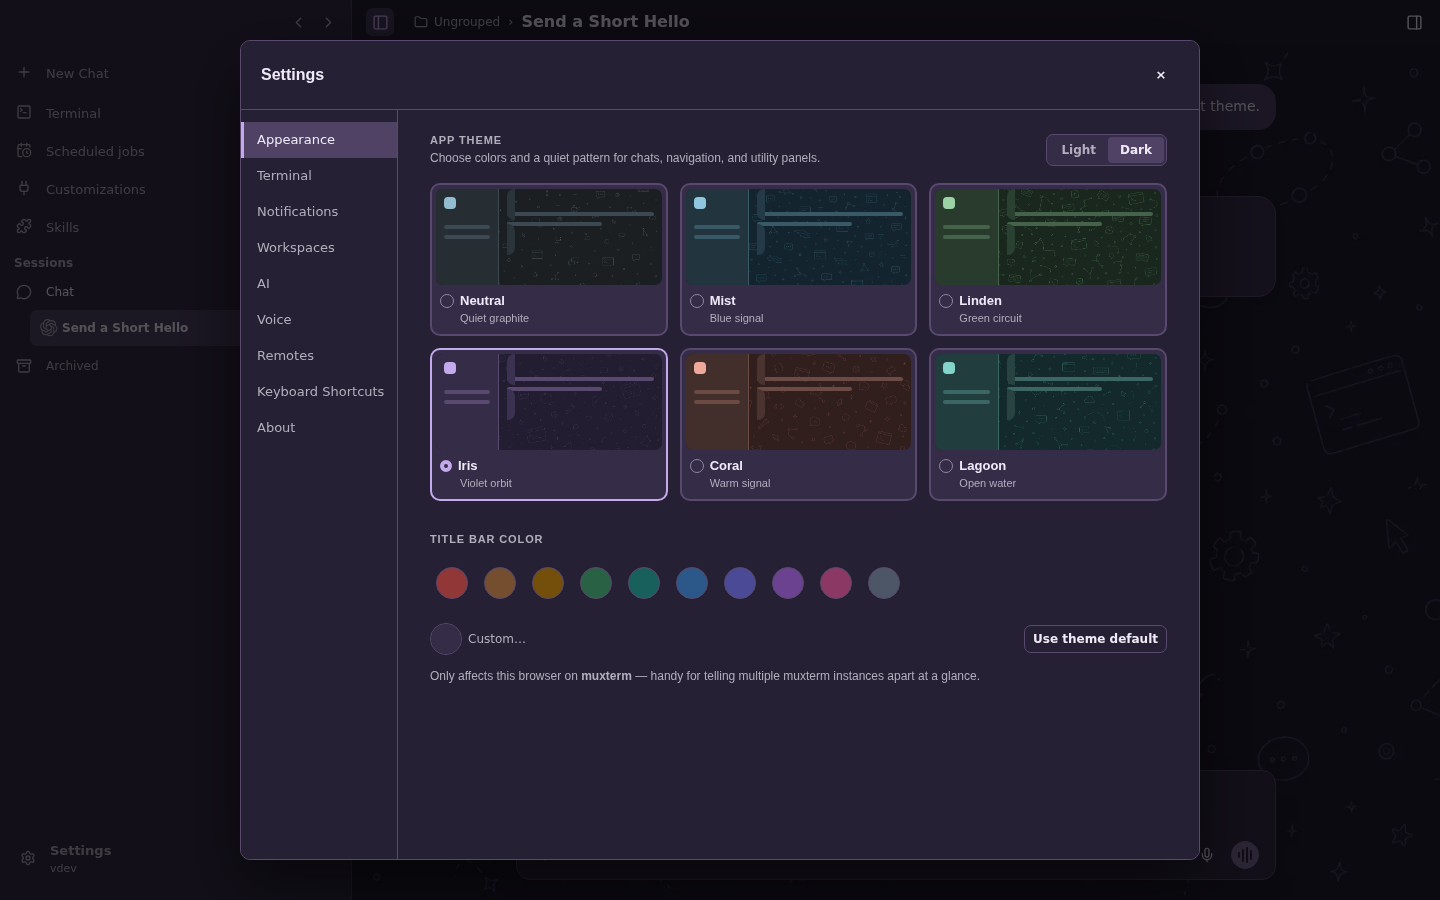 Ungrouped › Send a Short Hello
New Chat
Terminal
Scheduled jobs
Customizations
Skills
Sessions
Chat
Send a Short Hello
Archived
Settings
vdev
t theme.
Settings
×
Appearance
Terminal
Notifications
Workspaces
AI
Voice
Remotes
Keyboard Shortcuts
About
APP THEME
Choose colors and a quiet pattern for chats, navigation, and utility panels.
Light Dark
Neutral
Quiet graphite
Mist
Blue signal
Linden
Green circuit
Iris
Violet orbit
Coral
Warm signal
Lagoon
Open water
TITLE BAR COLOR
Custom...
Use theme default
Only affects this browser on muxterm — handy for telling multiple muxterm instances apart at a glance.